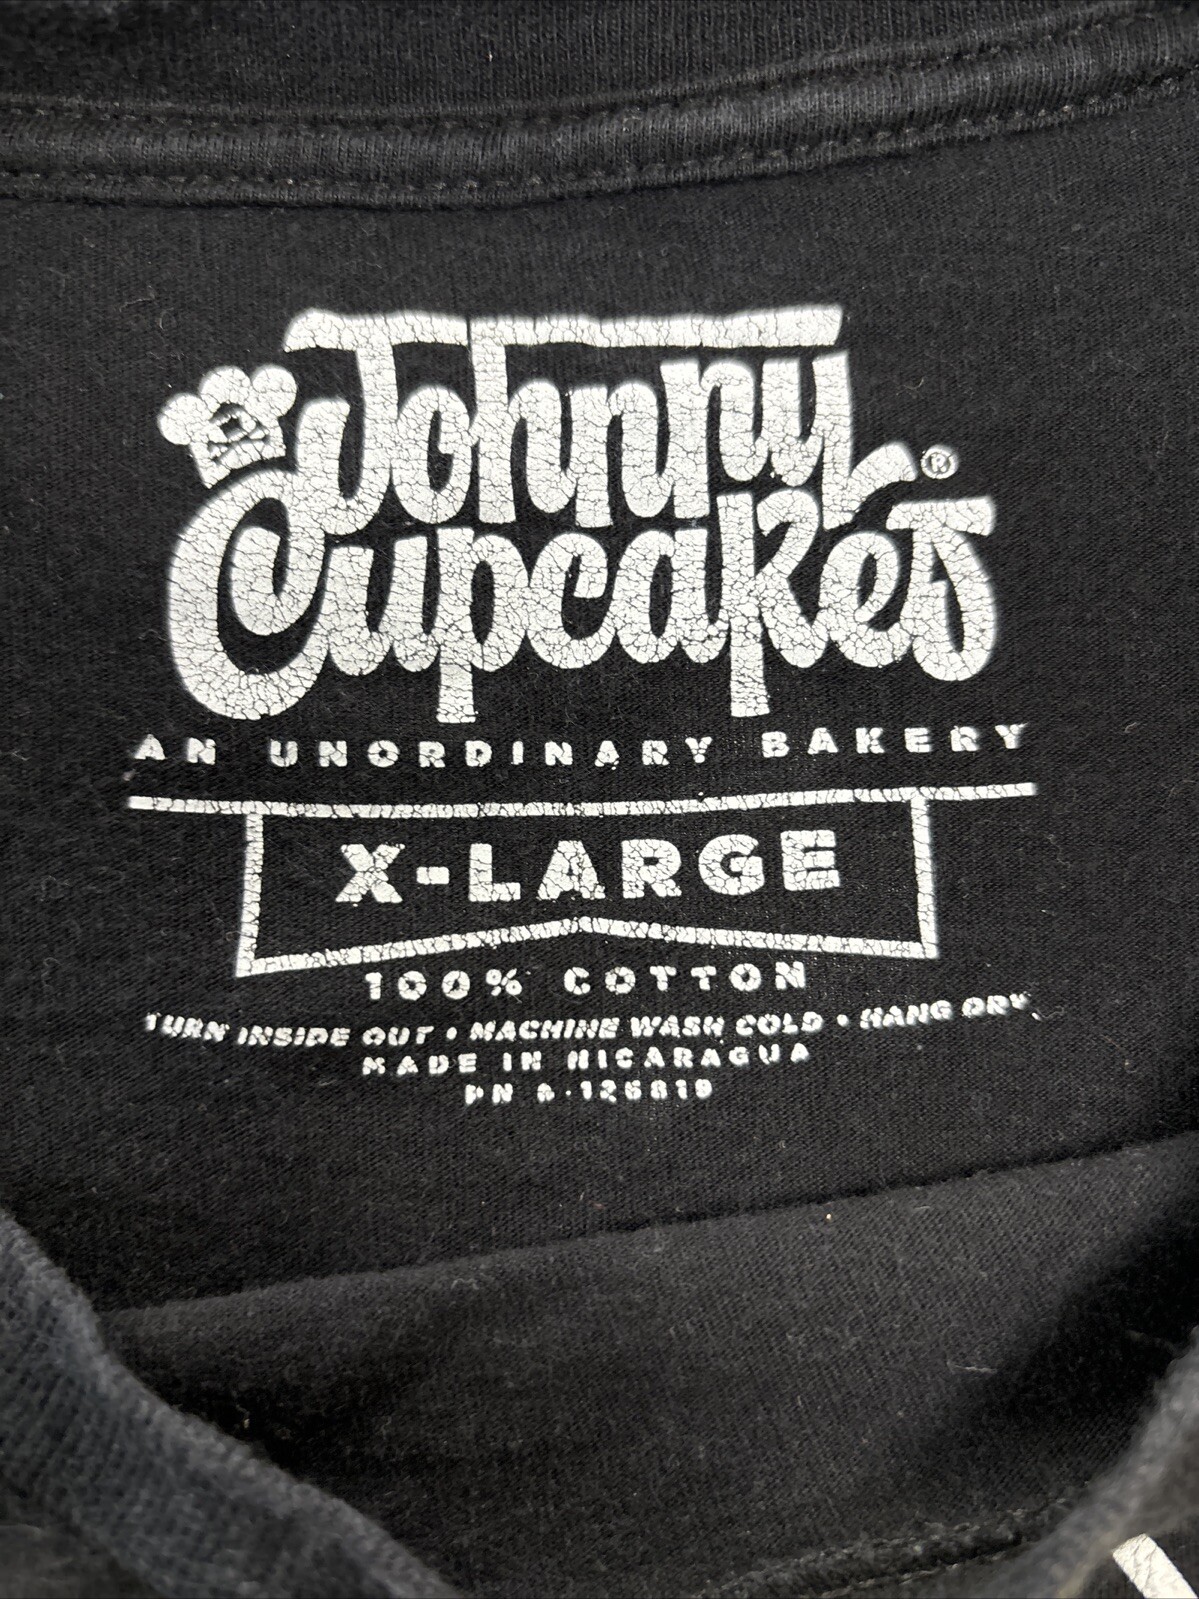 Johnny
Cupcakes ®
AN UNORDINARY BAKERY
X-LARGE
100% COTTON
TURN INSIDE OUT • MACHINE WASH COLD • HANG DRY
MADE IN NICARAGUA
PN